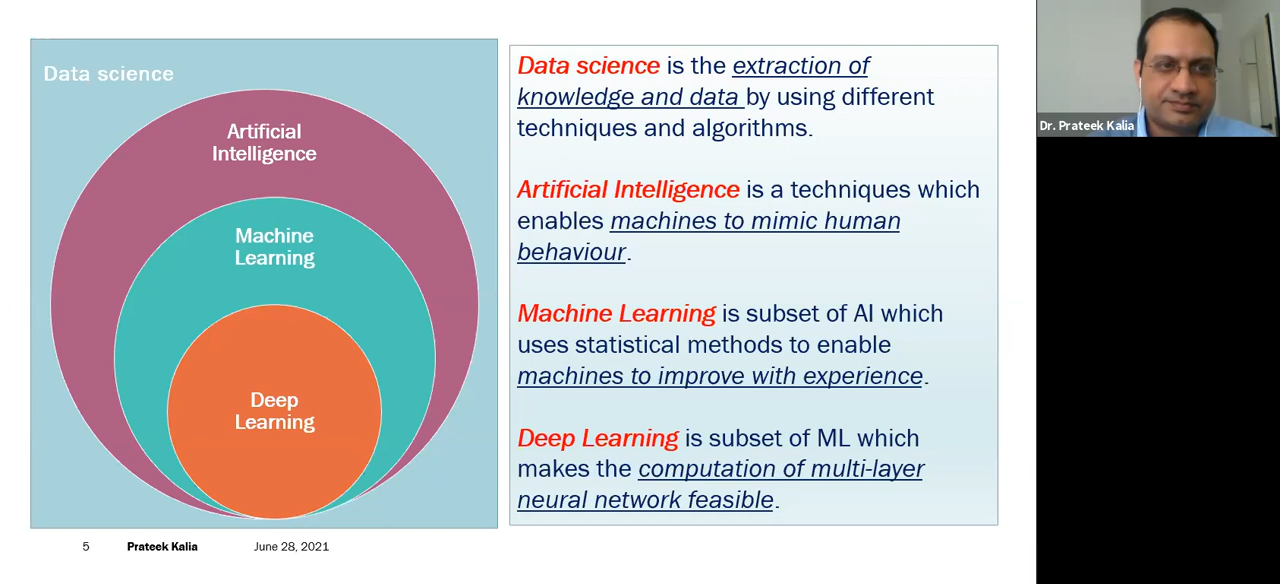 Data science
Artificial
Intelligence
Machine
Learning
Deep
Learning
Data science is the extraction of
knowledge and data by using different
techniques and algorithms.
Artificial Intelligence is a techniques which
enables machines to mimic human
behaviour.
Machine Learning is subset of AI which
uses statistical methods to enable
machines to improve with experience.
Deep Learning is subset of ML which
makes the computation of multi-layer
neural network feasible.
5 Prateek Kalia June 28, 2021
Dr. Prateek Kalia